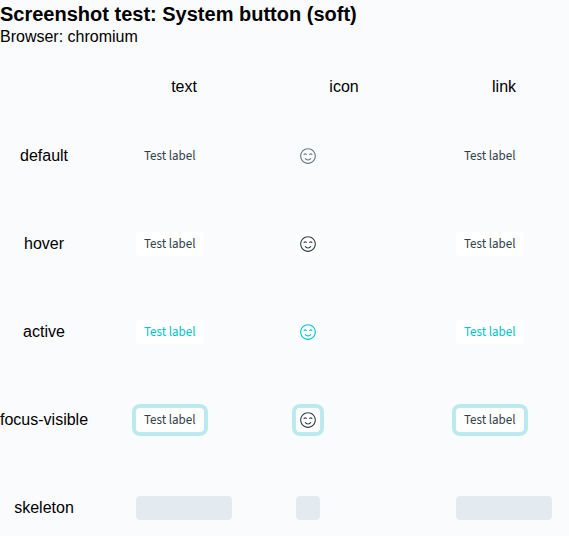 Screenshot test: System button (soft)
Browser: chromium
text icon link
default Test label Test label
hover Test label Test label
active Test label Test label
focus-visible Test label Test label
skeleton